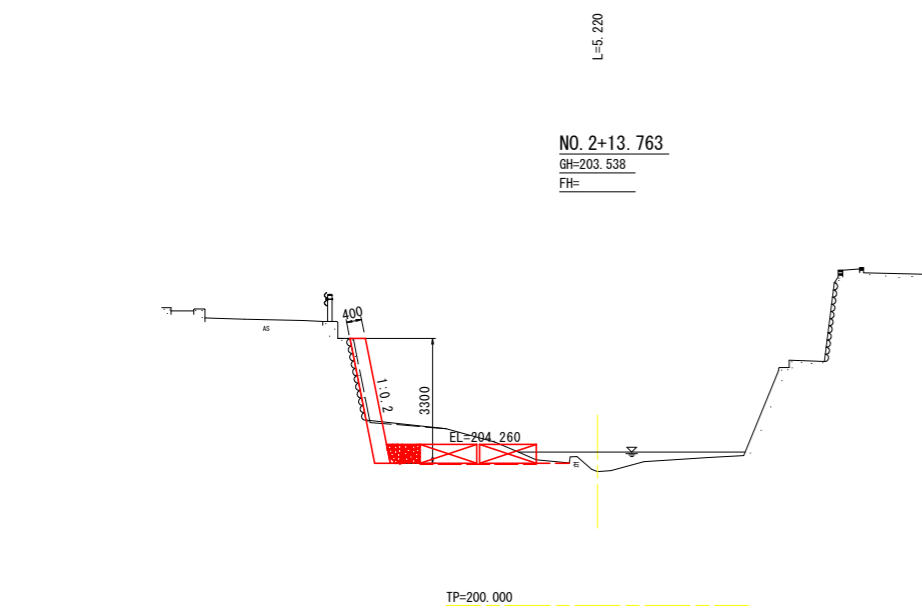 L=5.220
NO.2+13.763
GH=203.538
FH=
400
AS
1:0.2
3300
EL=204.260
TP=200.000